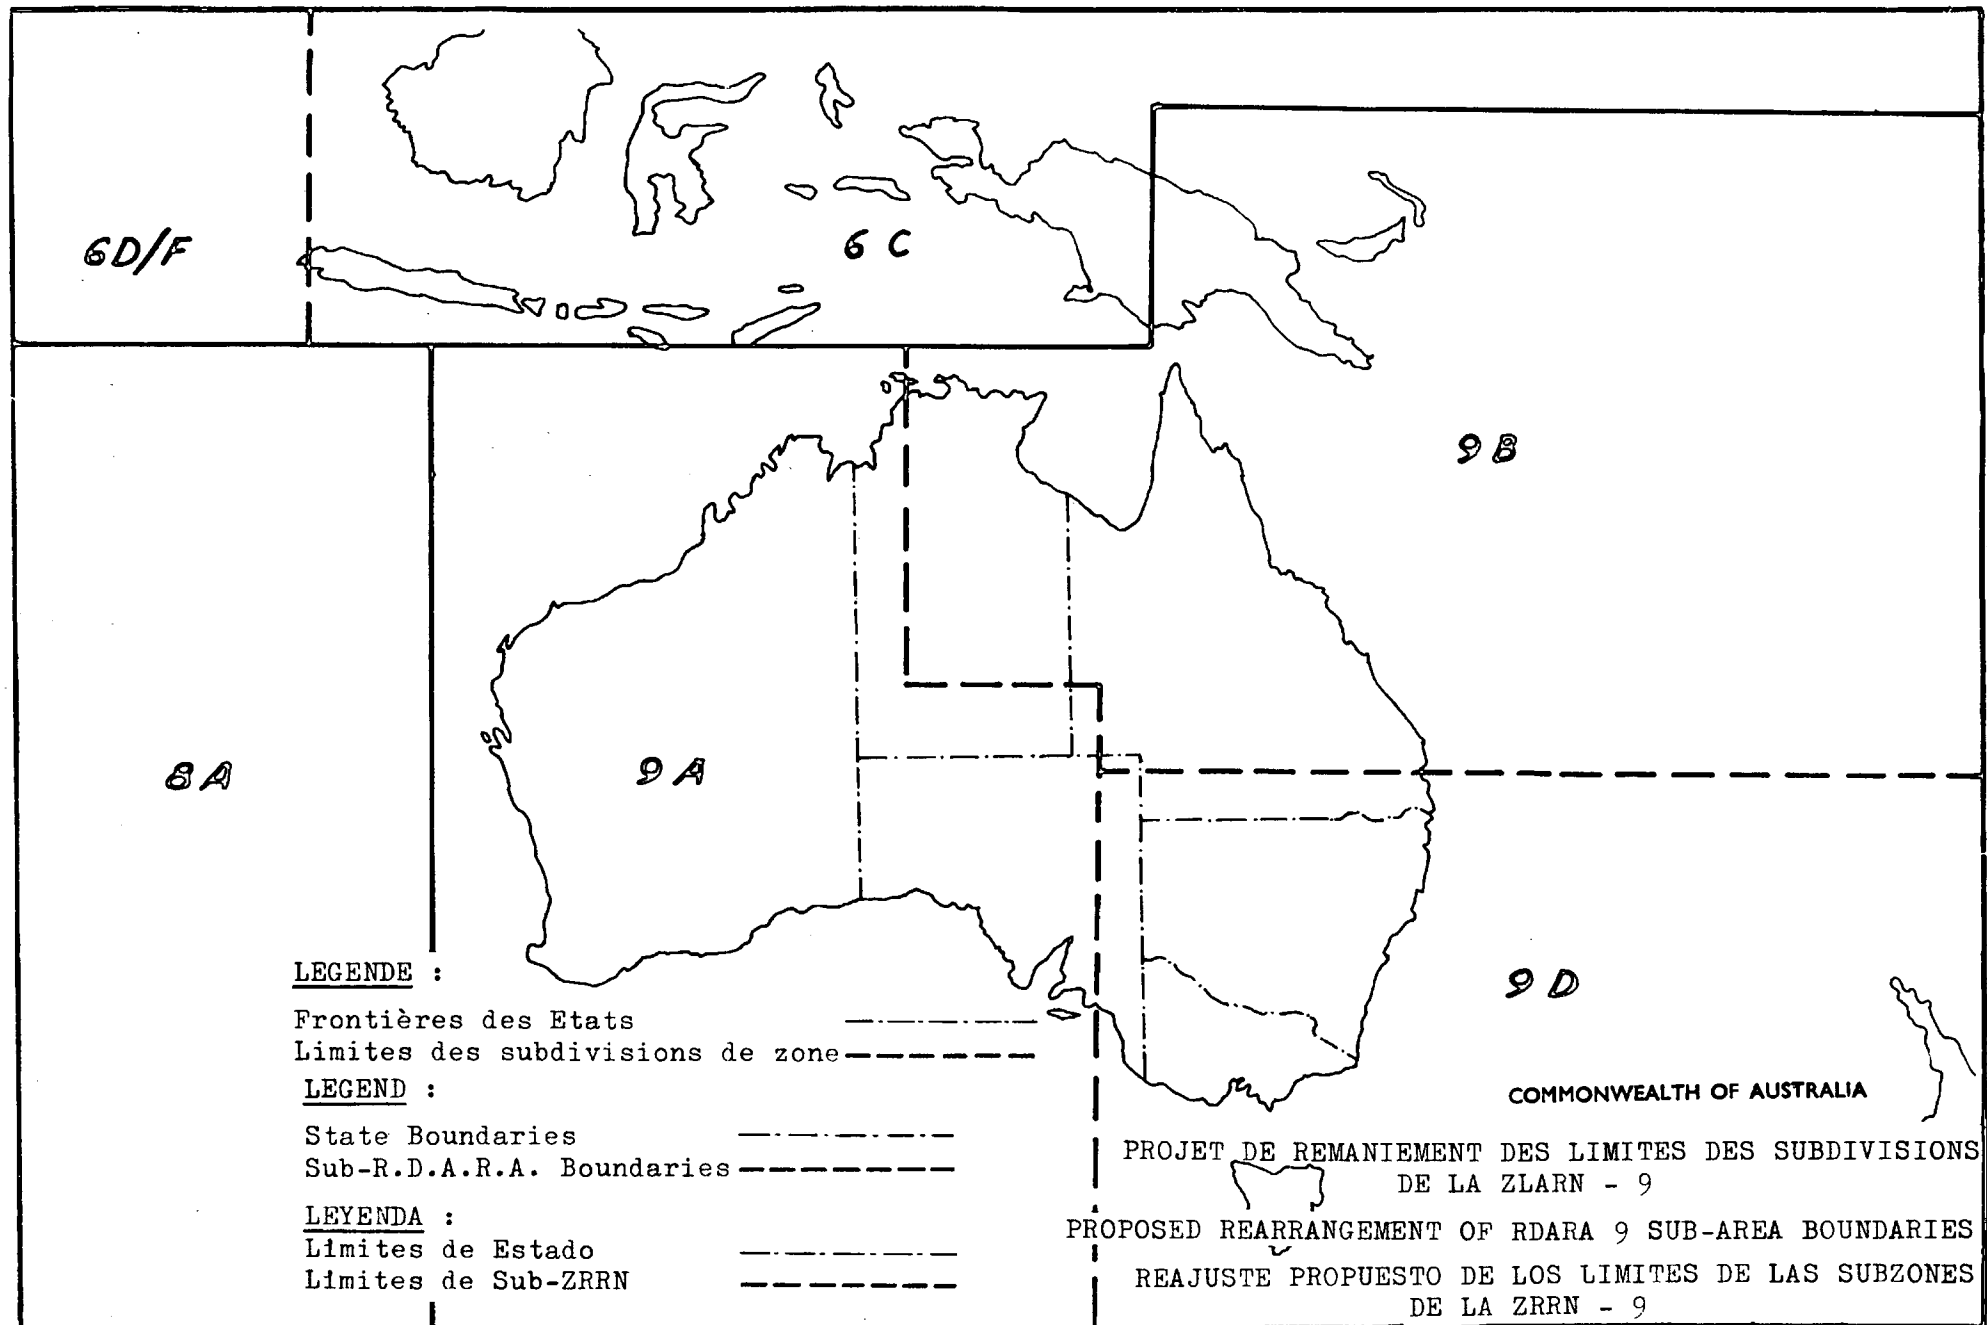 6D/F
6 C
9 B
8A
9 A
9 D
LEGENDE :
Frontières des Etats
Limites des subdivisions de zone
LEGEND :
State Boundaries
Sub-R.D.A.R.A. Boundaries
LEYENDA :
Limites de Estado
Limites de Sub-ZRRN
COMMONWEALTH OF AUSTRALIA
PROJET DE REMANIEMENT DES LIMITES DES SUBDIVISIONS
DE LA ZLARN - 9
PROPOSED REARRANGEMENT OF RDARA 9 SUB-AREA BOUNDARIES
REAJUSTE PROPUESTO DE LOS LIMITES DE LAS SUBZONES
DE LA ZRRN - 9